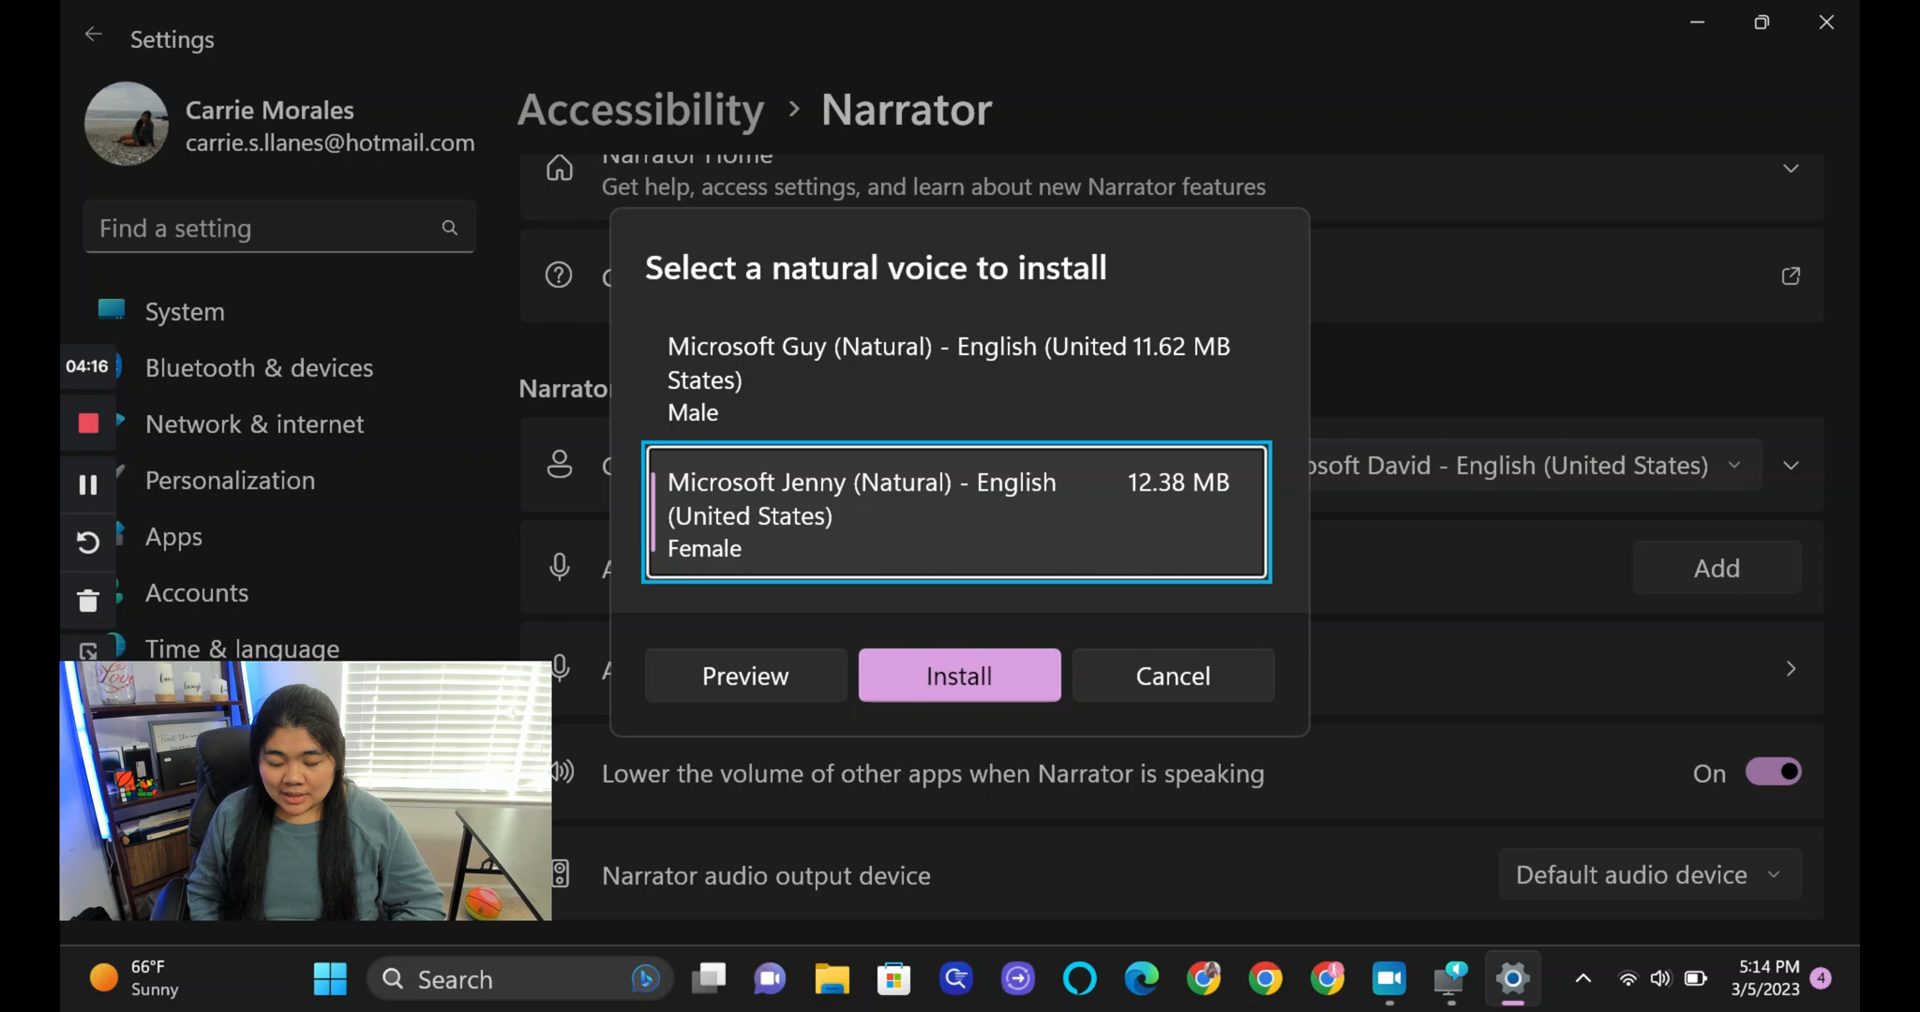 Settings
Carrie Morales
carrie.s.llanes@hotmail.com
Find a setting
System
Bluetooth & devices
Network & internet
Personalization
Apps
Accounts
Time & language
04:16
Accessibility > Narrator
Narrator Home
Get help, access settings, and learn about new Narrator features
Narrato
Select a natural voice to install
Microsoft Guy (Natural) - English (United 11.62 MB
States)
Male
Microsoft Jenny (Natural) - English 12.38 MB
(United States)
Female
Preview
Install
Cancel
osoft David - English (United States)
Add
Lower the volume of other apps when Narrator is speaking
On
Narrator audio output device
Default audio device
66°F
Sunny
Search
5:14 PM
3/5/2023
4